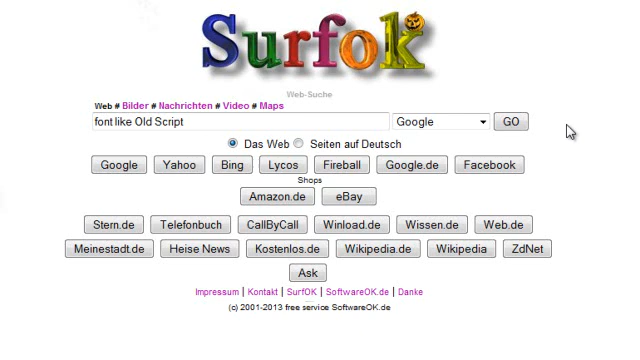 Surfok
Web-Suche
Web # Bilder # Nachrichten # Video # Maps
font like Old Script Google GO
Das Web Seiten auf Deutsch
Google Yahoo Bing Lycos Fireball Google.de Facebook
Shops
Amazon.de eBay
Stern.de Telefonbuch CallByCall Winload.de Wissen.de Web.de
Meinestadt.de Heise News Kostenlos.de Wikipedia.de Wikipedia ZdNet
Ask
Impressum | Kontakt | SurfOK | SoftwareOK.de | Danke
(c) 2001-2013 free service SoftwareOK.de